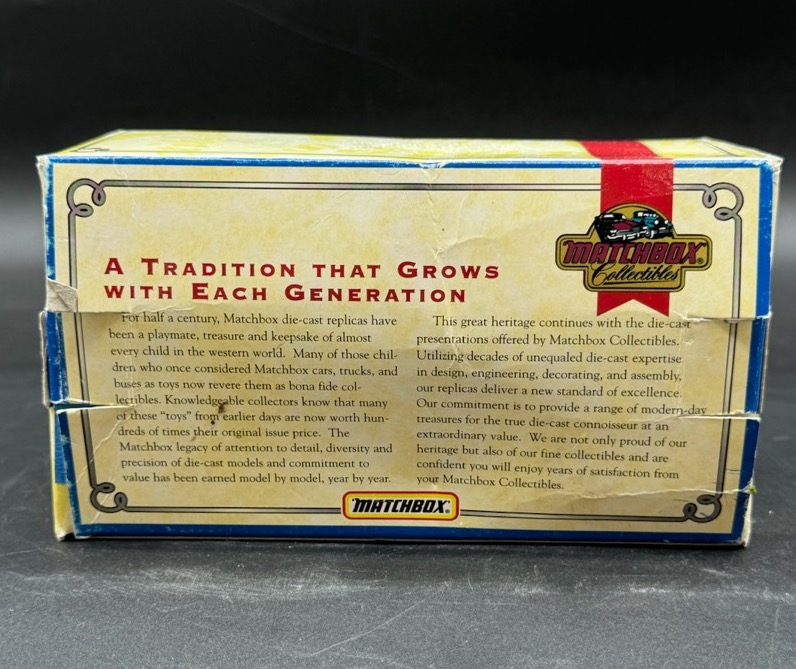 A TRADITION THAT GROWS
WITH EACH GENERATION
For half a century, Matchbox die-cast replicas have
been a playmate, treasure and keepsake of almost
every child in the western world. Many of those chil-
dren who once considered Matchbox cars, trucks, and
buses as toys now revere them as bona fide col-
lectibles. Knowledgeable collectors know that many
of these "toys" from earlier days are now worth hun-
dreds of times their original issue price. The
Matchbox legacy of attention to detail, diversity and
precision of die-cast models and commitment to
value has been earned model by model, year by year.
MATCHBOX®
Collectibles
This great heritage continues with the die-cast
presentations offered by Matchbox Collectibles.
Utilizing decades of unequaled die-cast expertise
in design, engineering, decorating, and assembly,
our replicas deliver a new standard of excellence.
Our commitment is to provide a range of modern-day
treasures for the true die-cast connoisseur at an
extraordinary value. We are not only proud of our
heritage but also of our fine collectibles and are
confident you will enjoy years of satisfaction from
your Matchbox Collectibles.
"MATCHBOX"®